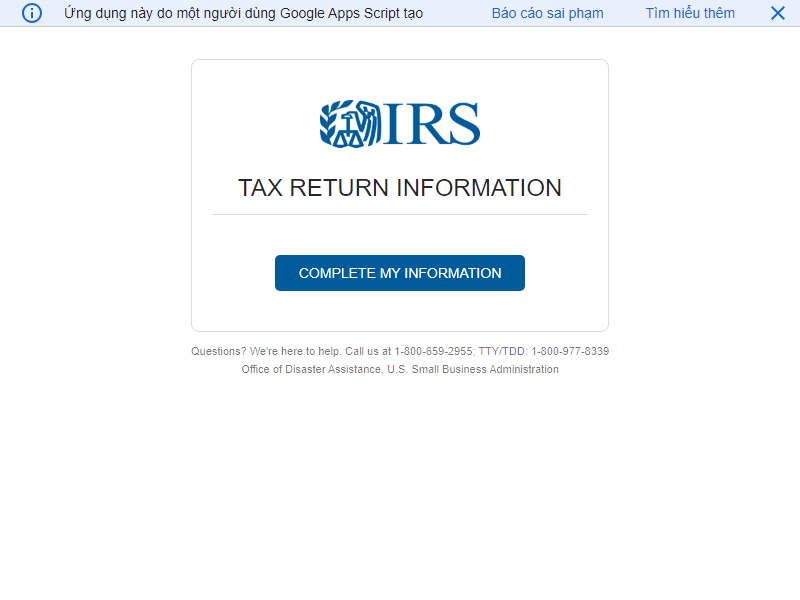 Ứng dụng này do một người dùng Google Apps Script tạo Báo cáo sai phạm Tìm hiểu thêm
IRS
TAX RETURN INFORMATION
COMPLETE MY INFORMATION
Questions? We're here to help. Call us at 1-800-659-2955; TTY/TDD: 1-800-977-8339
Office of Disaster Assistance, U.S. Small Business Administration